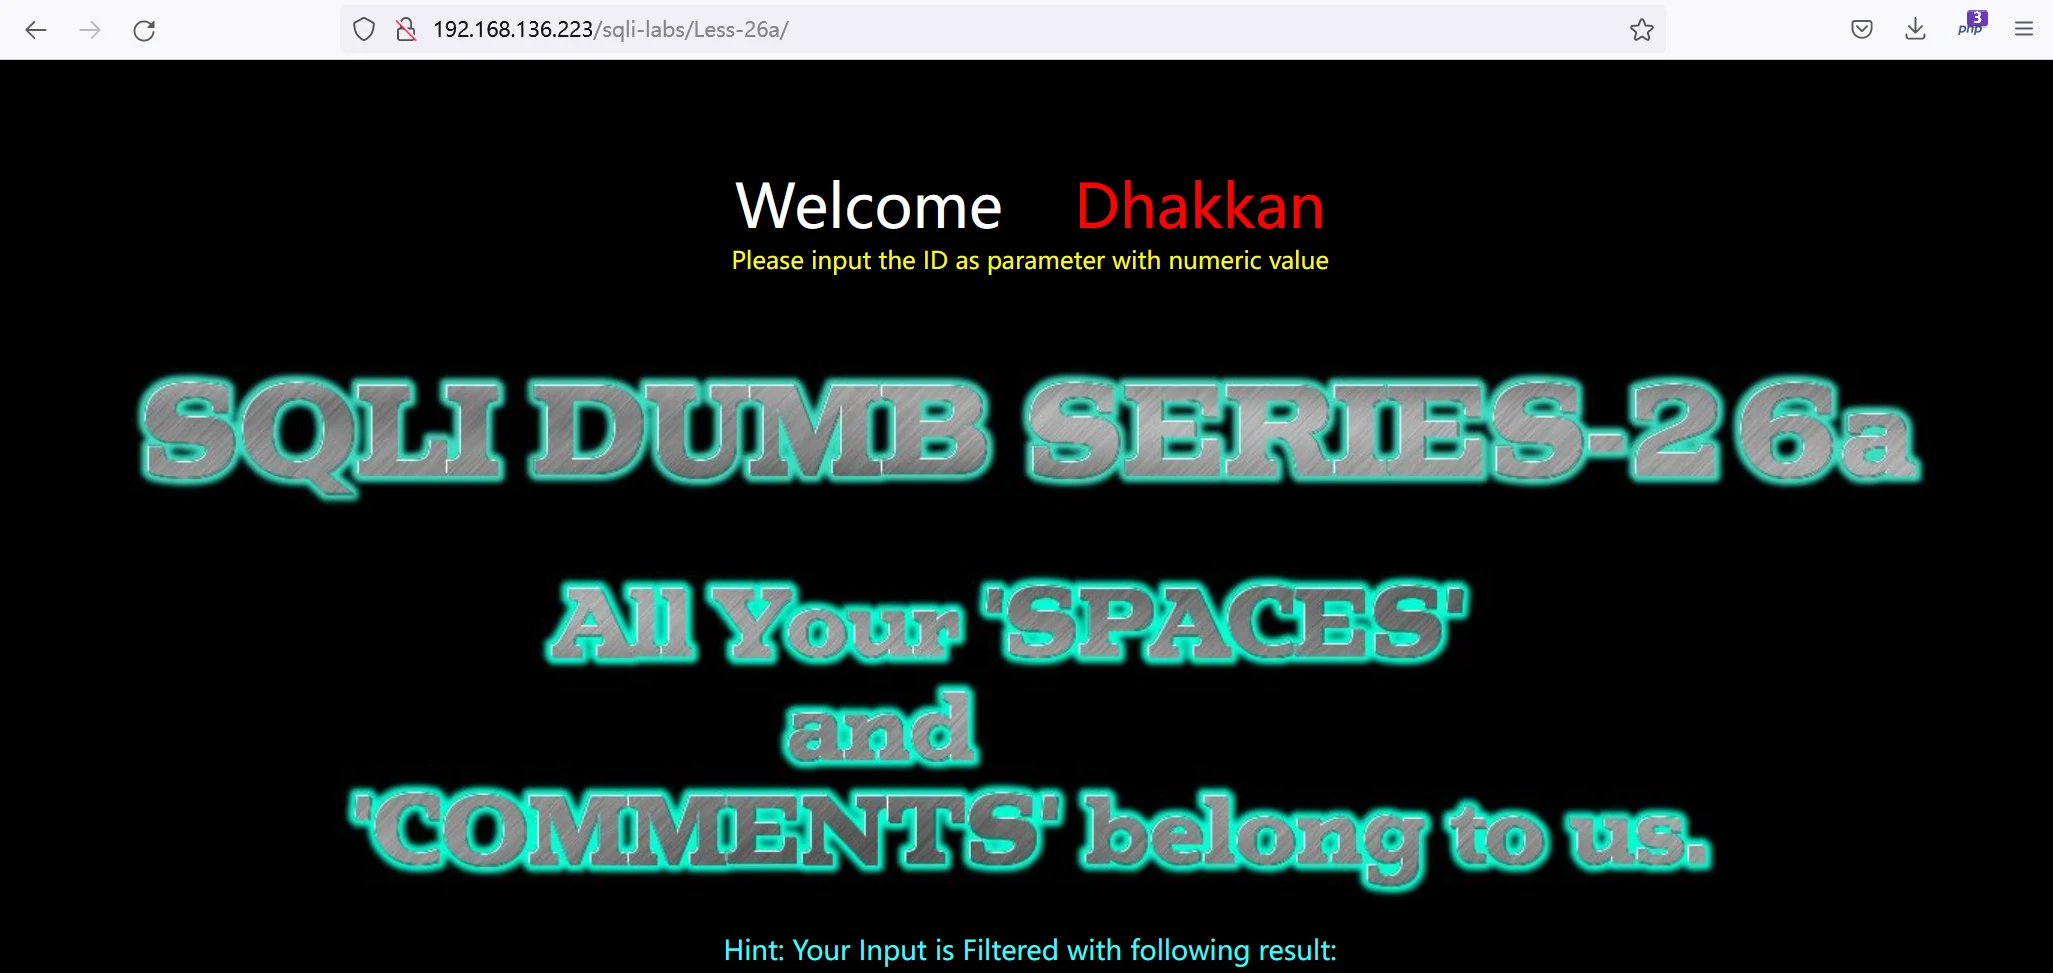 192.168.136.223/sqli-labs/Less-26a/
3
php
Welcome Dhakkan
Please input the ID as parameter with numeric value
SQLI DUMB SERIES-26a
All Your 'SPACES'
and
'COMMENTS' belong to us.
Hint: Your Input is Filtered with following result: